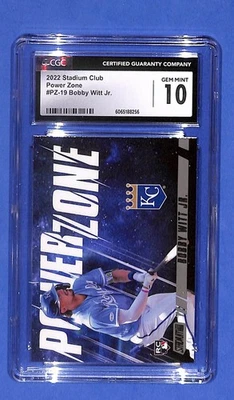 CGC
CERTIFIED GUARANTY COMPANY
2022 Stadium Club
Power Zone
#PZ-19 Bobby Witt Jr.
GEM MINT
10
6065188256
POWER ZONE
KC
BOBBY WITT JR.
RC